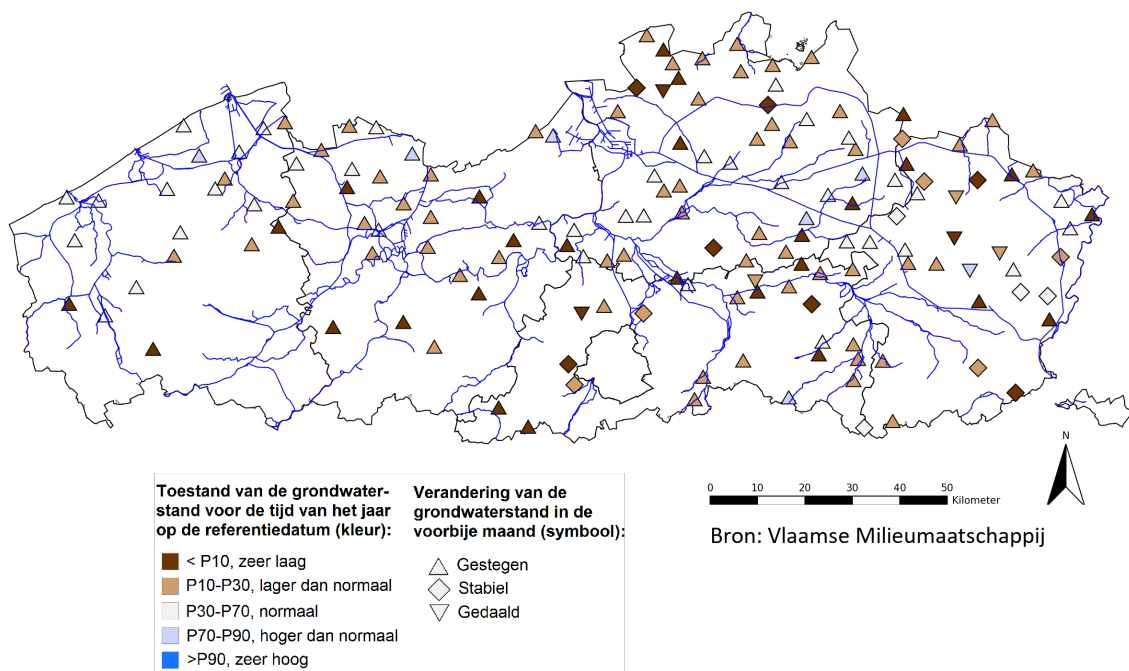 Toestand van de grondwater-
stand voor de tijd van het jaar
op de referentiedatum (kleur):
< P10, zeer laag
P10-P30, lager dan normaal
P30-P70, normaal
P70-P90, hoger dan normaal
>P90, zeer hoog
Verandering van de
grondwaterstand in de
voorbije maand (symbool):
Gestegen
Stabiel
Gedaald
0 10 20 30 40 50 Kilometer
Bron: Vlaamse Milieumaatschappij
N